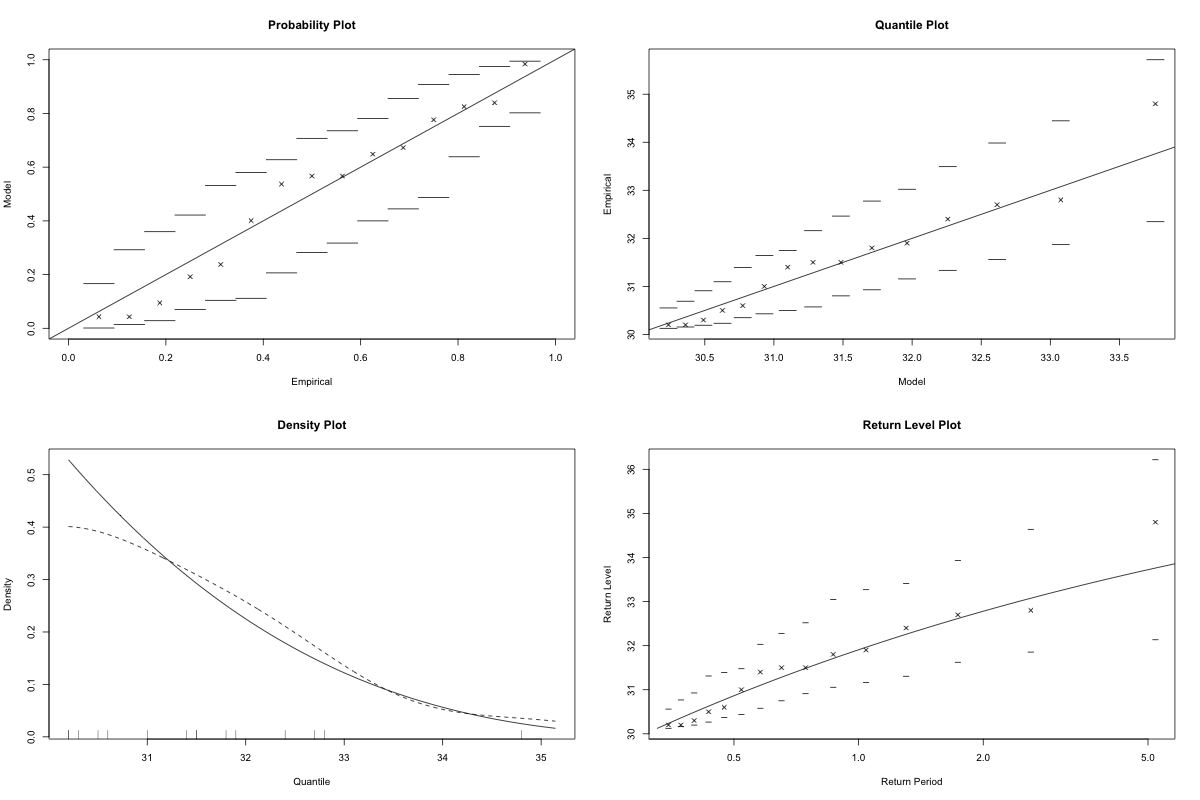 Probability Plot
Model
0.0 0.2 0.4 0.6 0.8 1.0
0.0 0.2 0.4 0.6 0.8 1.0
Empirical
Quantile Plot
Empirical
30 31 32 33 34 35
30.5 31.0 31.5 32.0 32.5 33.0 33.5
Model
Density Plot
Density
0.0 0.1 0.2 0.3 0.4 0.5
31 32 33 34 35
Quantile
Return Level Plot
Return Level
30 31 32 33 34 35 36
0.5 1.0 2.0 5.0
Return Period